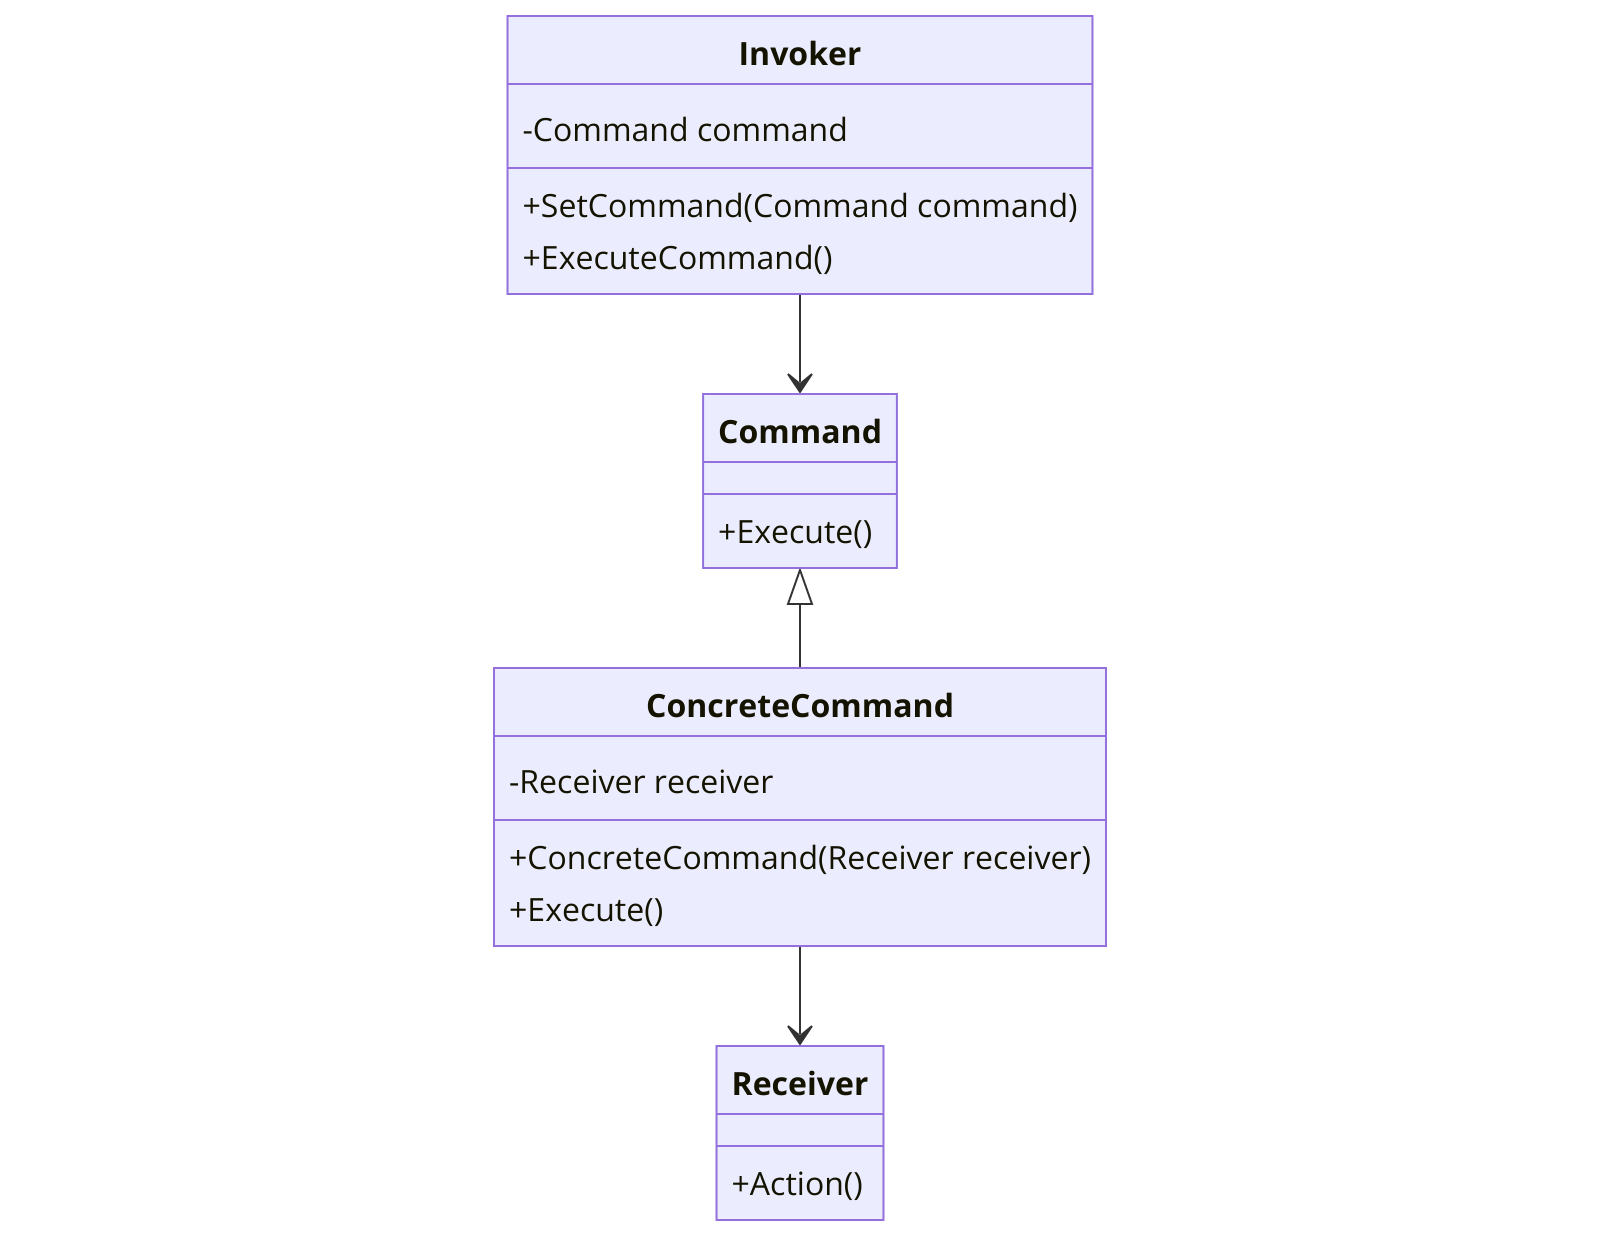 Invoker
-Command command
+SetCommand(Command command)
+ExecuteCommand()
Command
+Execute()
ConcreteCommand
-Receiver receiver
+ConcreteCommand(Receiver receiver)
+Execute()
Receiver
+Action()